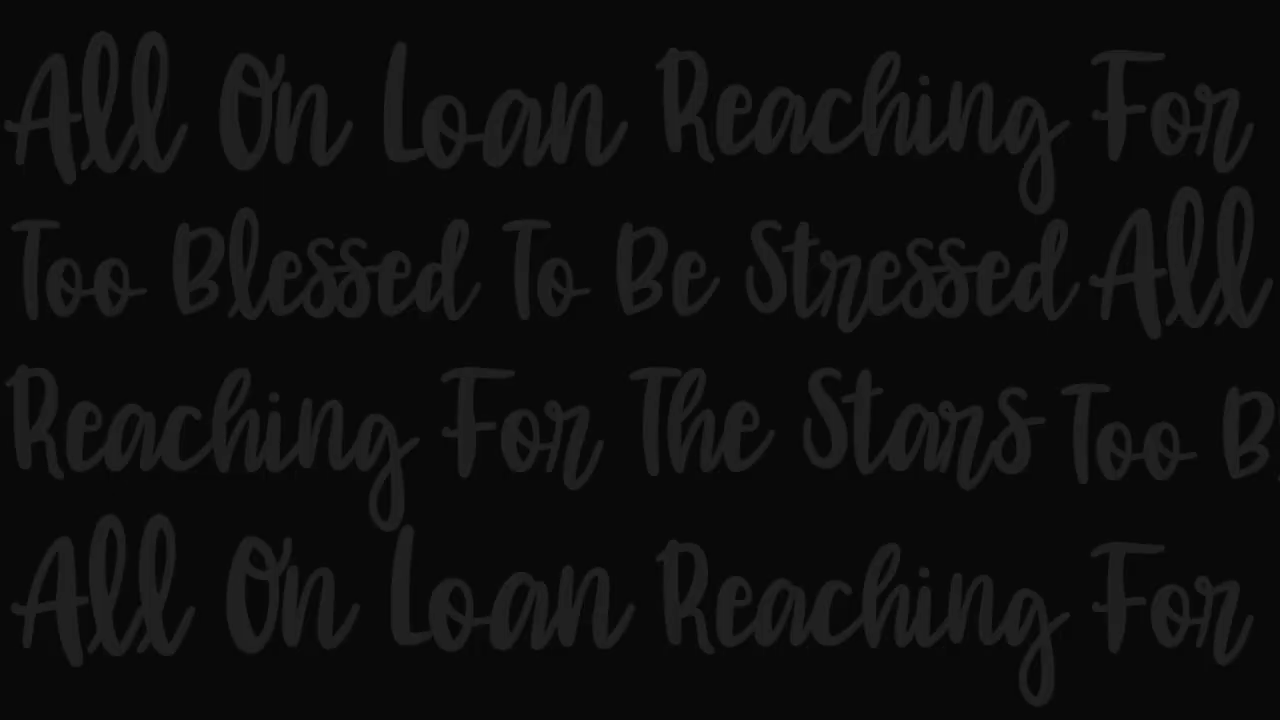 All On Loan Reaching For
Too Blessed To Be Stressed All
Reaching For The Stars Too B
All On Loan Reaching For